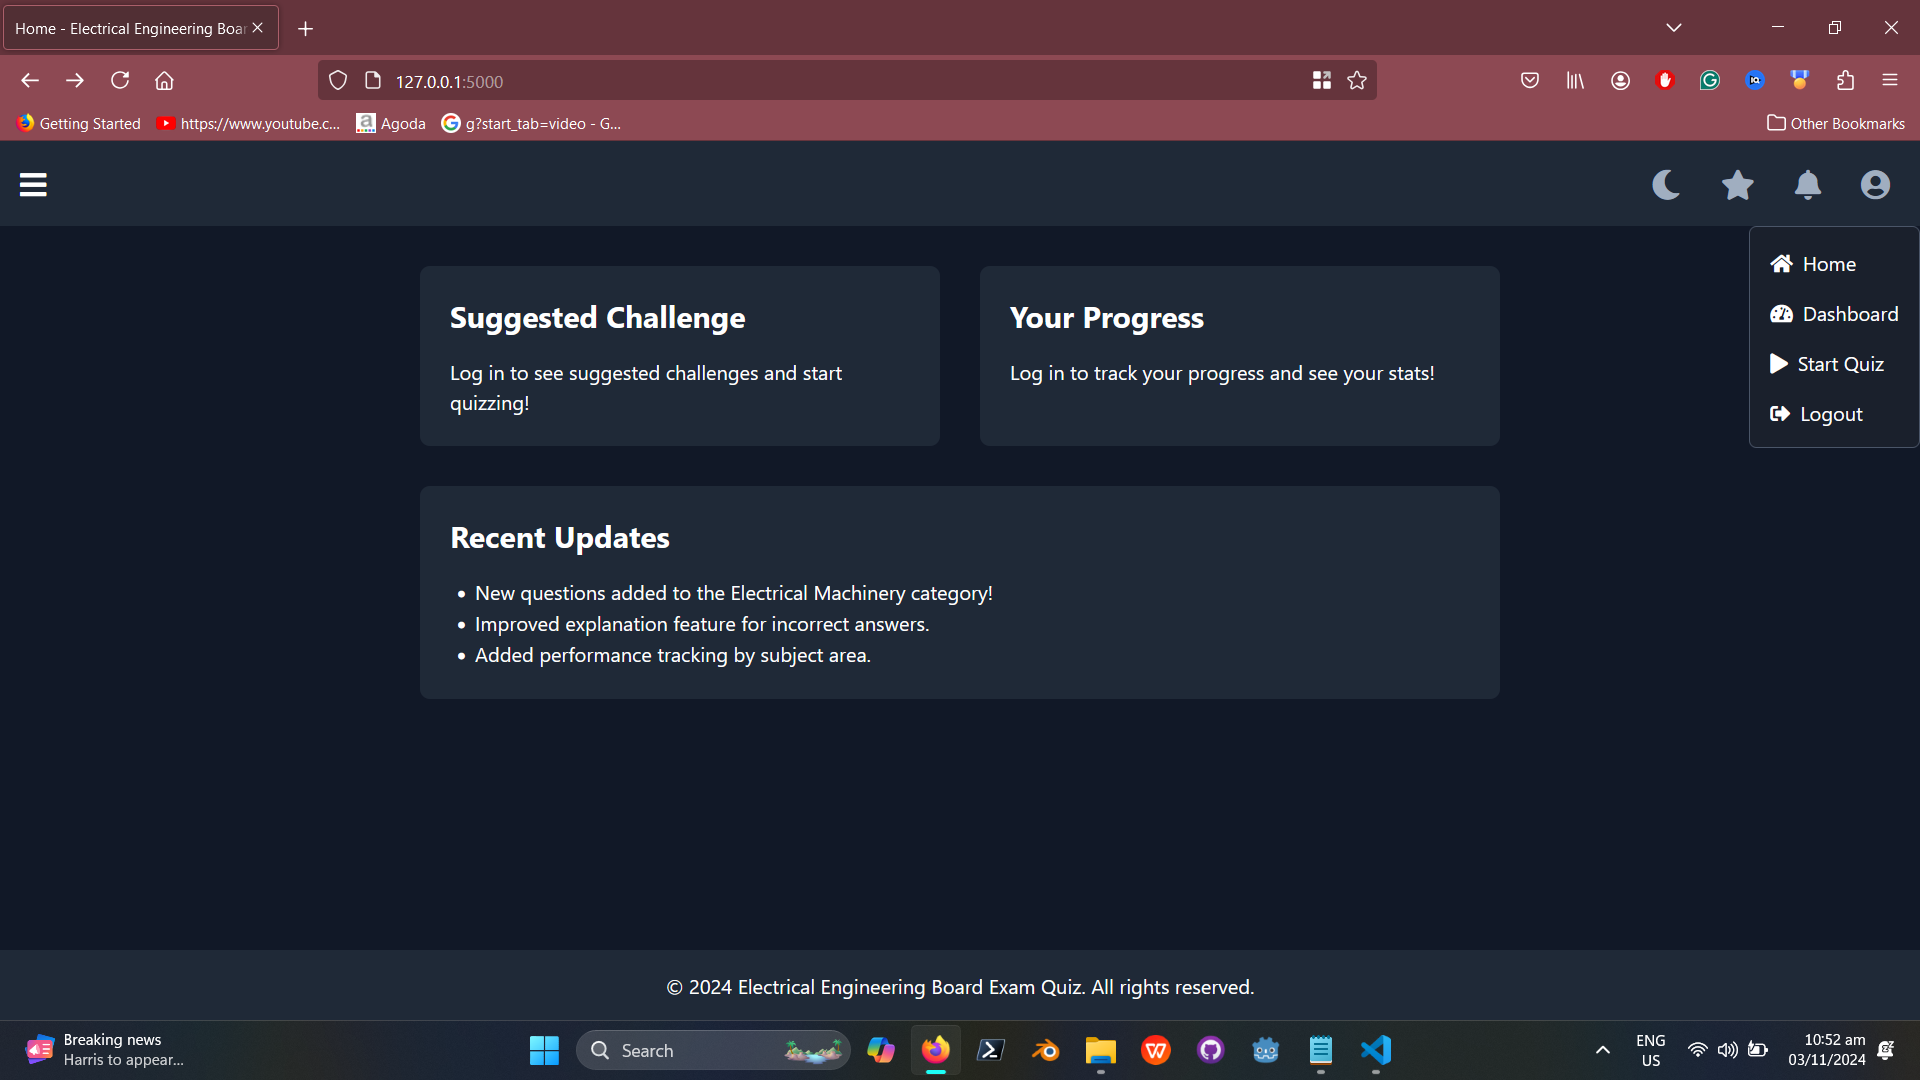 Home - Electrical Engineering Boar
127.0.0.1:5000
Getting Started
https://www.youtube.c...
Agoda
g?start_tab=video - G...
Other Bookmarks
Home
Dashboard
Start Quiz
Logout
Suggested Challenge
Log in to see suggested challenges and start
quizzing!
Your Progress
Log in to track your progress and see your stats!
Recent Updates
• New questions added to the Electrical Machinery category!
• Improved explanation feature for incorrect answers.
• Added performance tracking by subject area.
© 2024 Electrical Engineering Board Exam Quiz. All rights reserved.
Breaking news
Harris to appear...
Search
ENG
US
10:52 am
03/11/2024